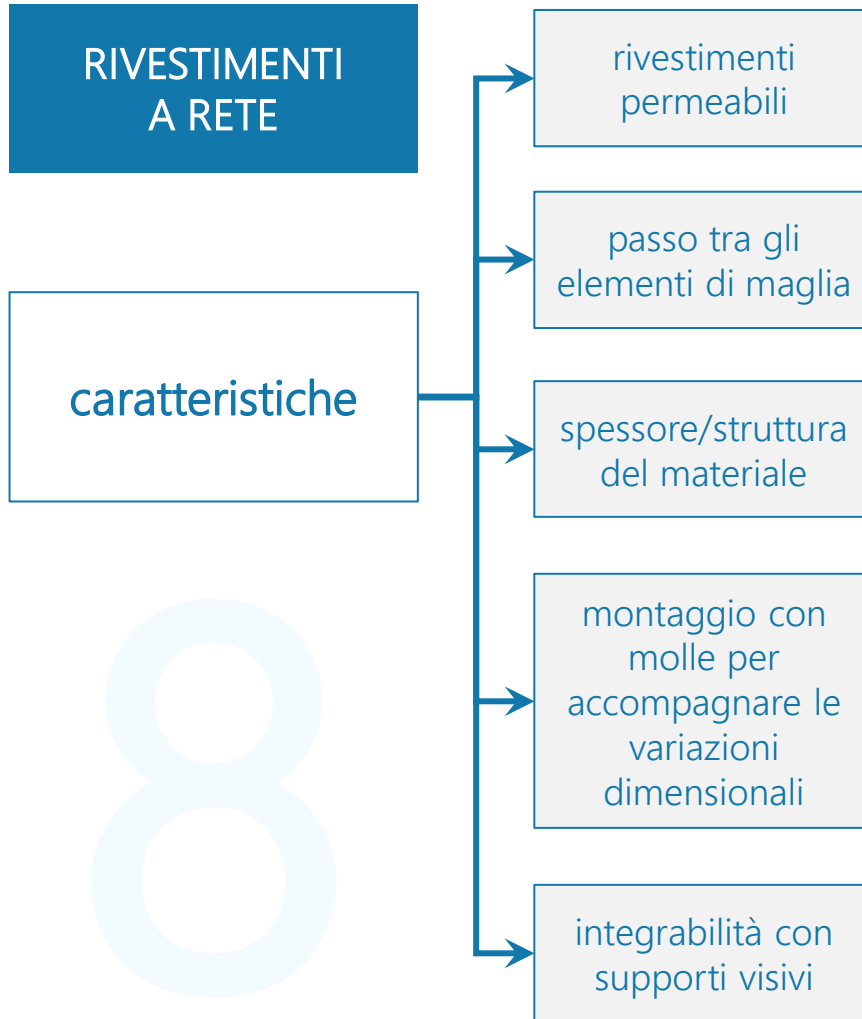 RIVESTIMENTI
A RETE
caratteristiche
rivestimenti
permeabili
passo tra gli
elementi di maglia
spessore/struttura
del materiale
montaggio con
molle per
accompagnare le
variazioni
dimensionali
integrabilità con
supporti visivi
8